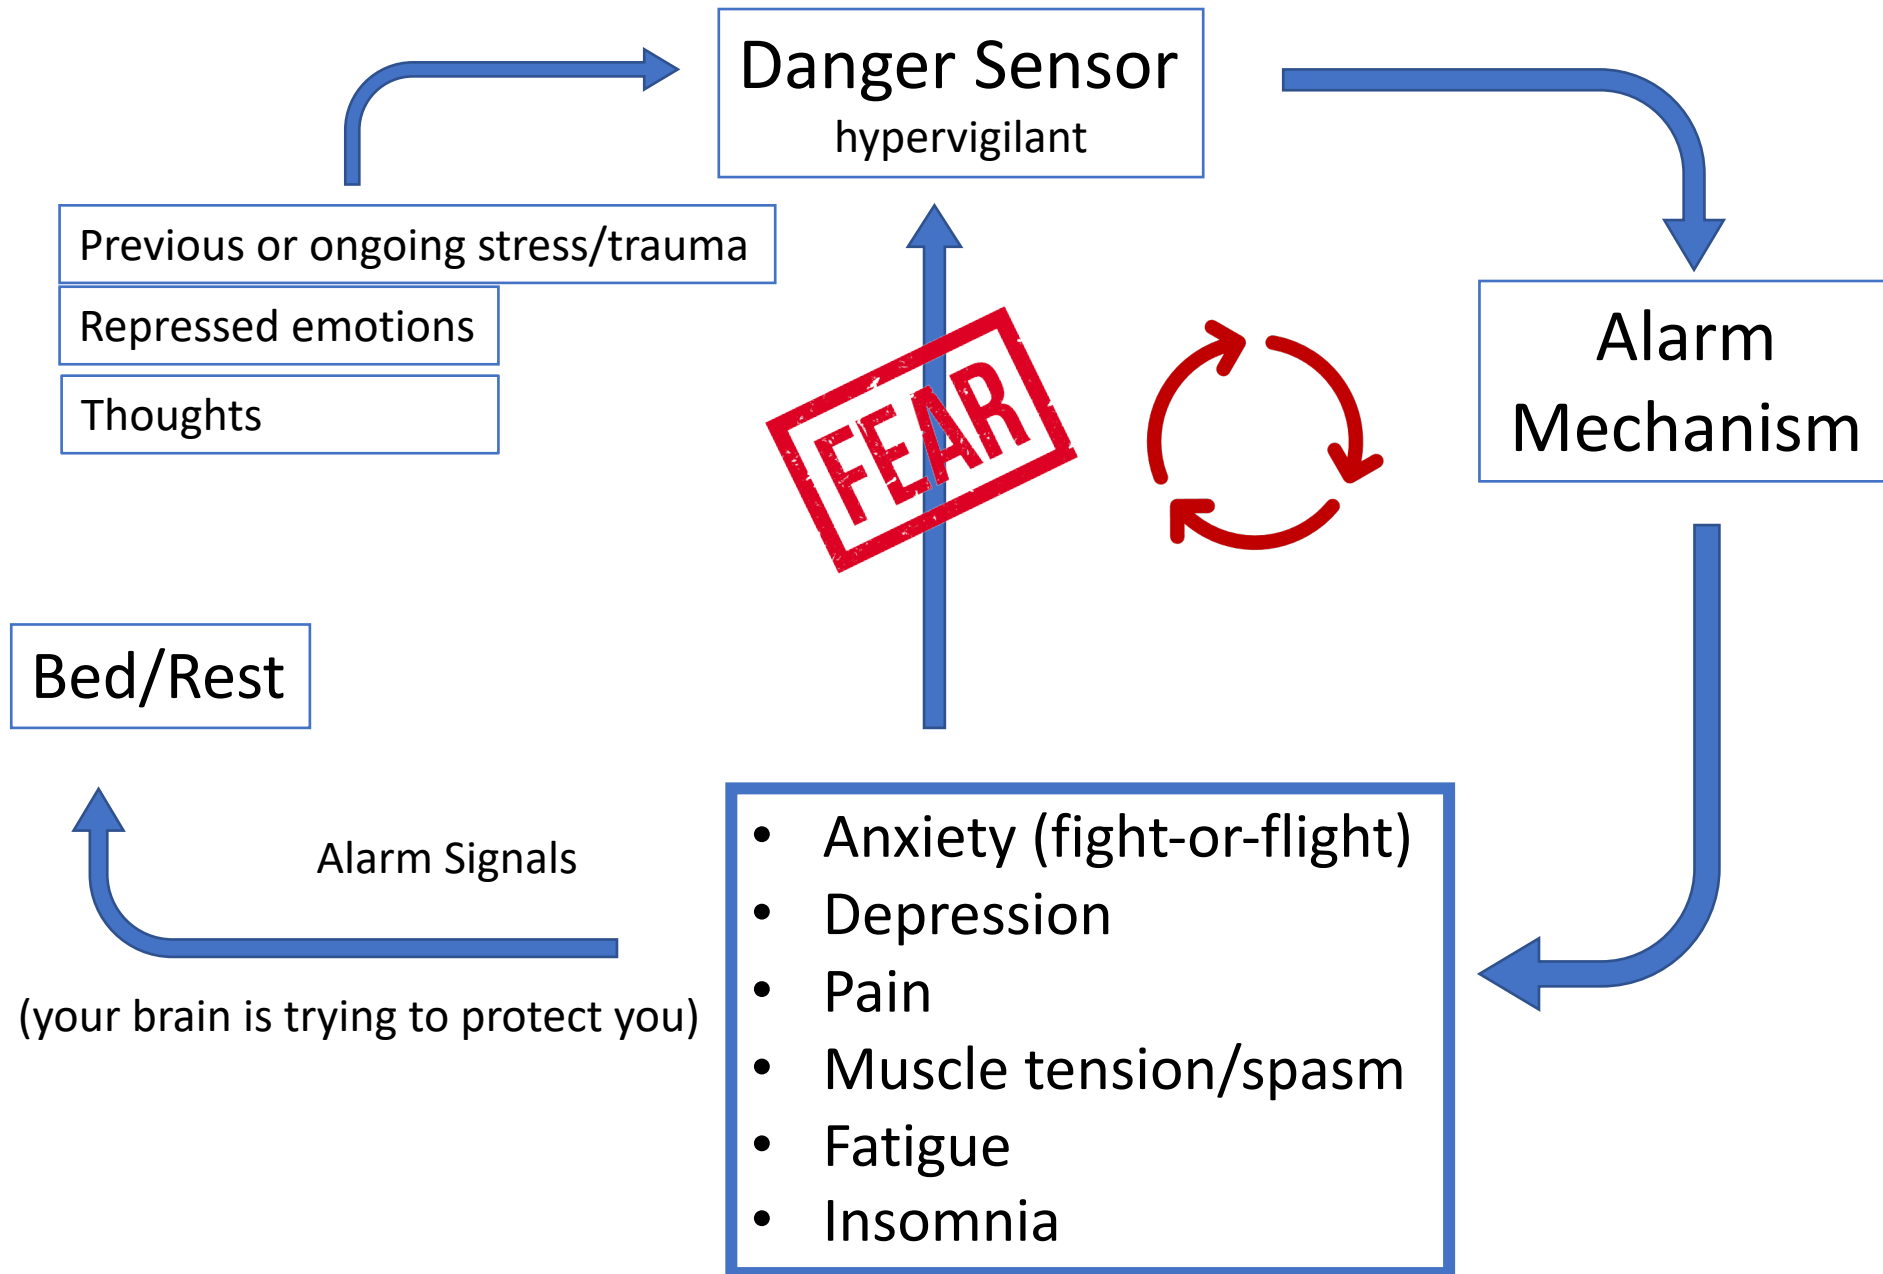 Danger Sensor
hypervigilant
Previous or ongoing stress/trauma
Repressed emotions
Thoughts
FEAR
Alarm
Mechanism
Bed/Rest
Alarm Signals
(your brain is trying to protect you)
• Anxiety (fight-or-flight)
• Depression
• Pain
• Muscle tension/spasm
• Fatigue
• Insomnia